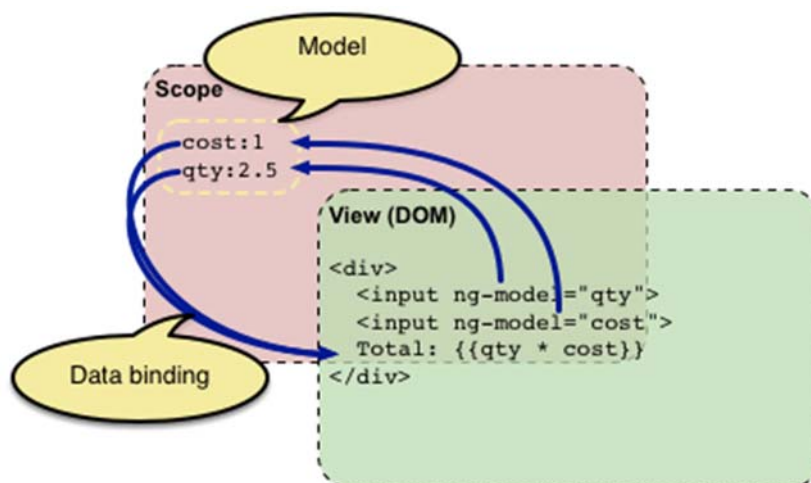 Model
Scope
cost:1
qty:2.5
View (DOM)
<div>
<input ng-model="qty">
<input ng-model="cost">
Total: {{qty * cost}}
</div>
Data binding